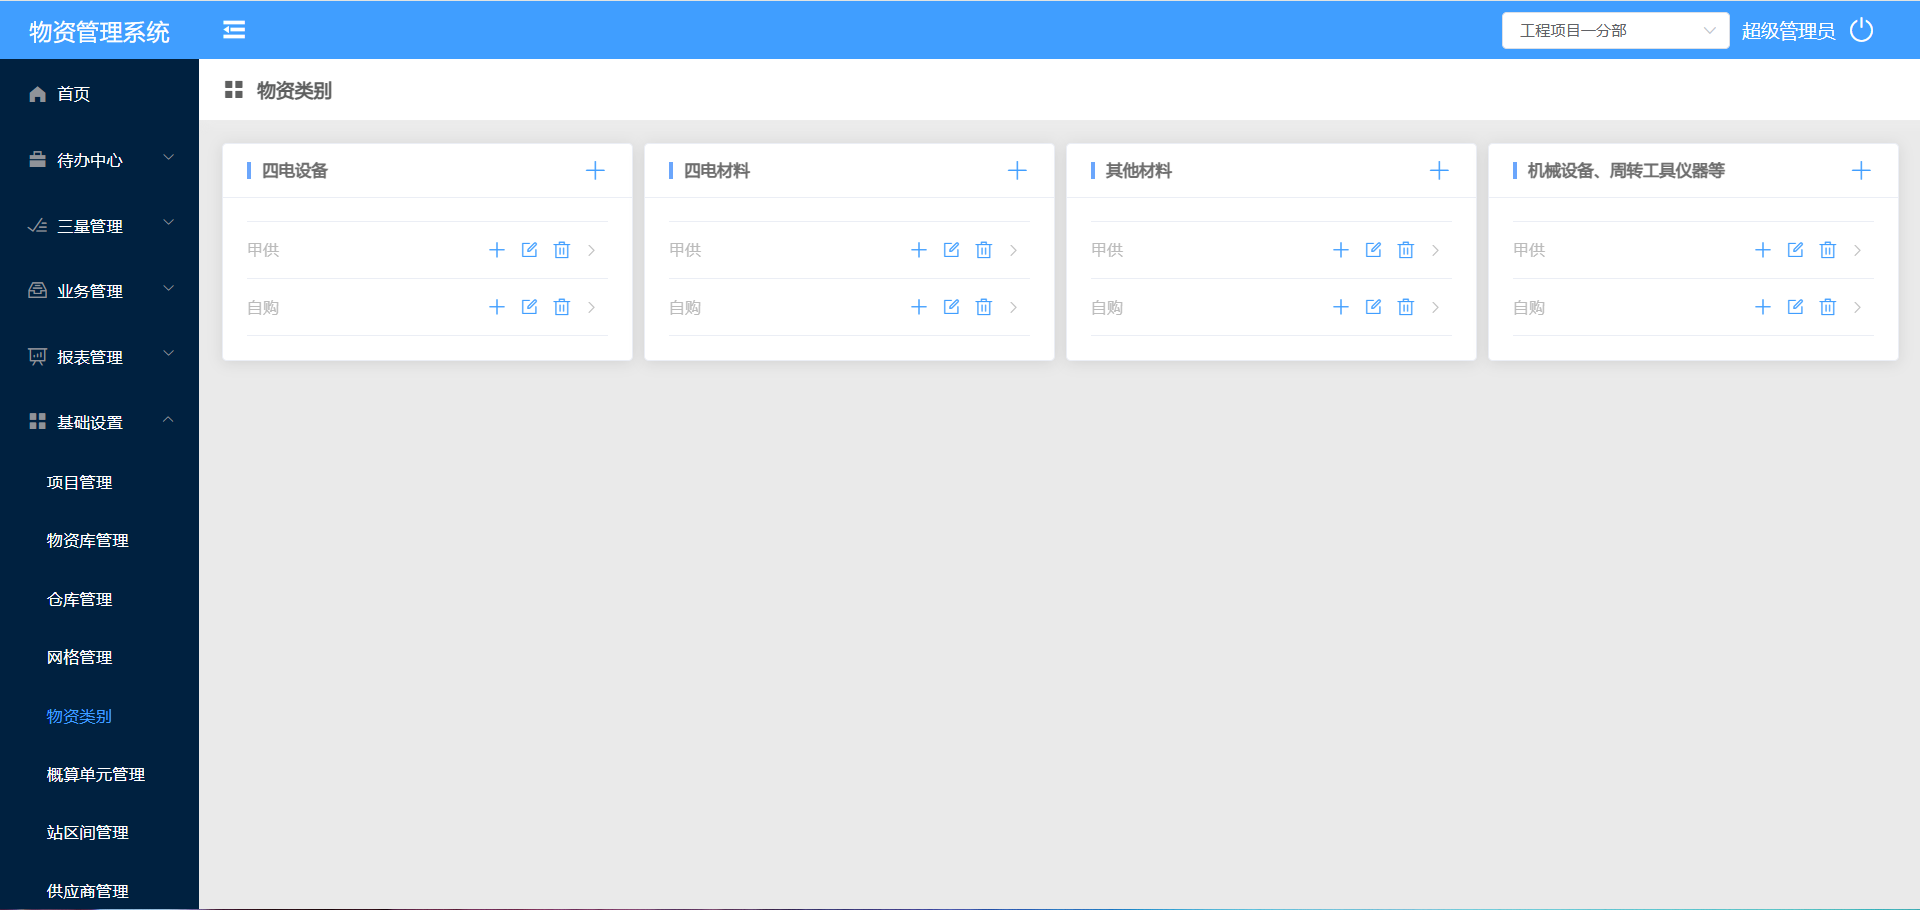 物资管理系统
工程项目一分部
超级管理员
首页
待办中心
三量管理
业务管理
报表管理
基础设置
项目管理
物资库管理
仓库管理
网格管理
物资类别
概算单元管理
站区间管理
供应商管理
物资类别
四电设备
甲供
自购
四电材料
甲供
自购
其他材料
甲供
自购
机械设备、周转工具仪器等
甲供
自购